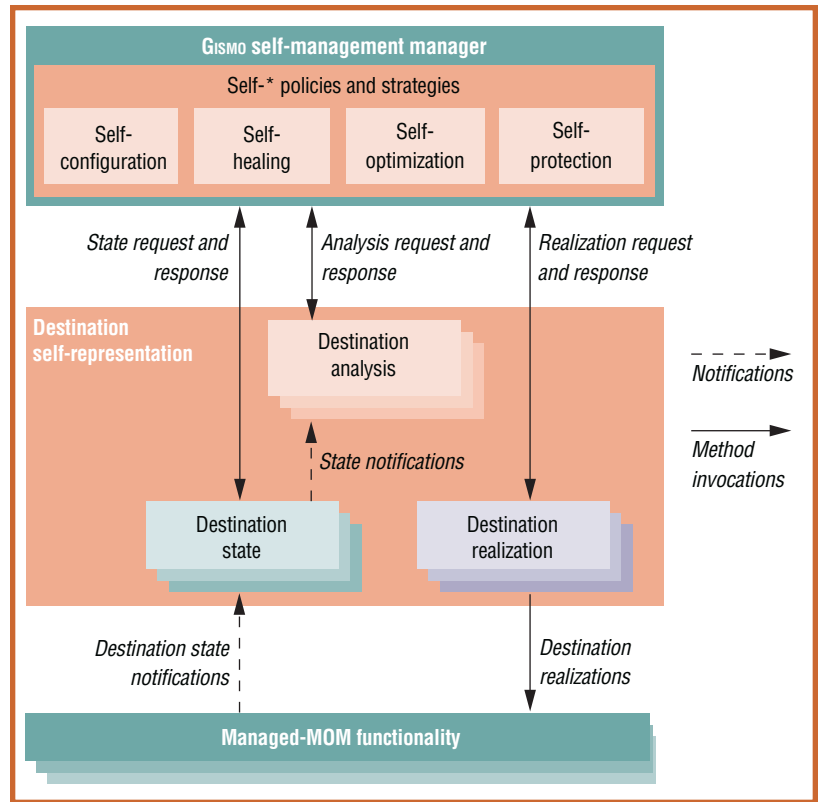 GISMO self-management manager
Self-* policies and strategies
Self-
configuration
Self-
healing
Self-
optimization
Self-
protection
State request and
response
Analysis request and
response
Realization request
and response
Destination
self-representation
Destination
analysis
Notifications
State notifications
Method
invocations
Destination
state
Destination
realization
Destination state
notifications
Destination
realizations
Managed-MOM functionality